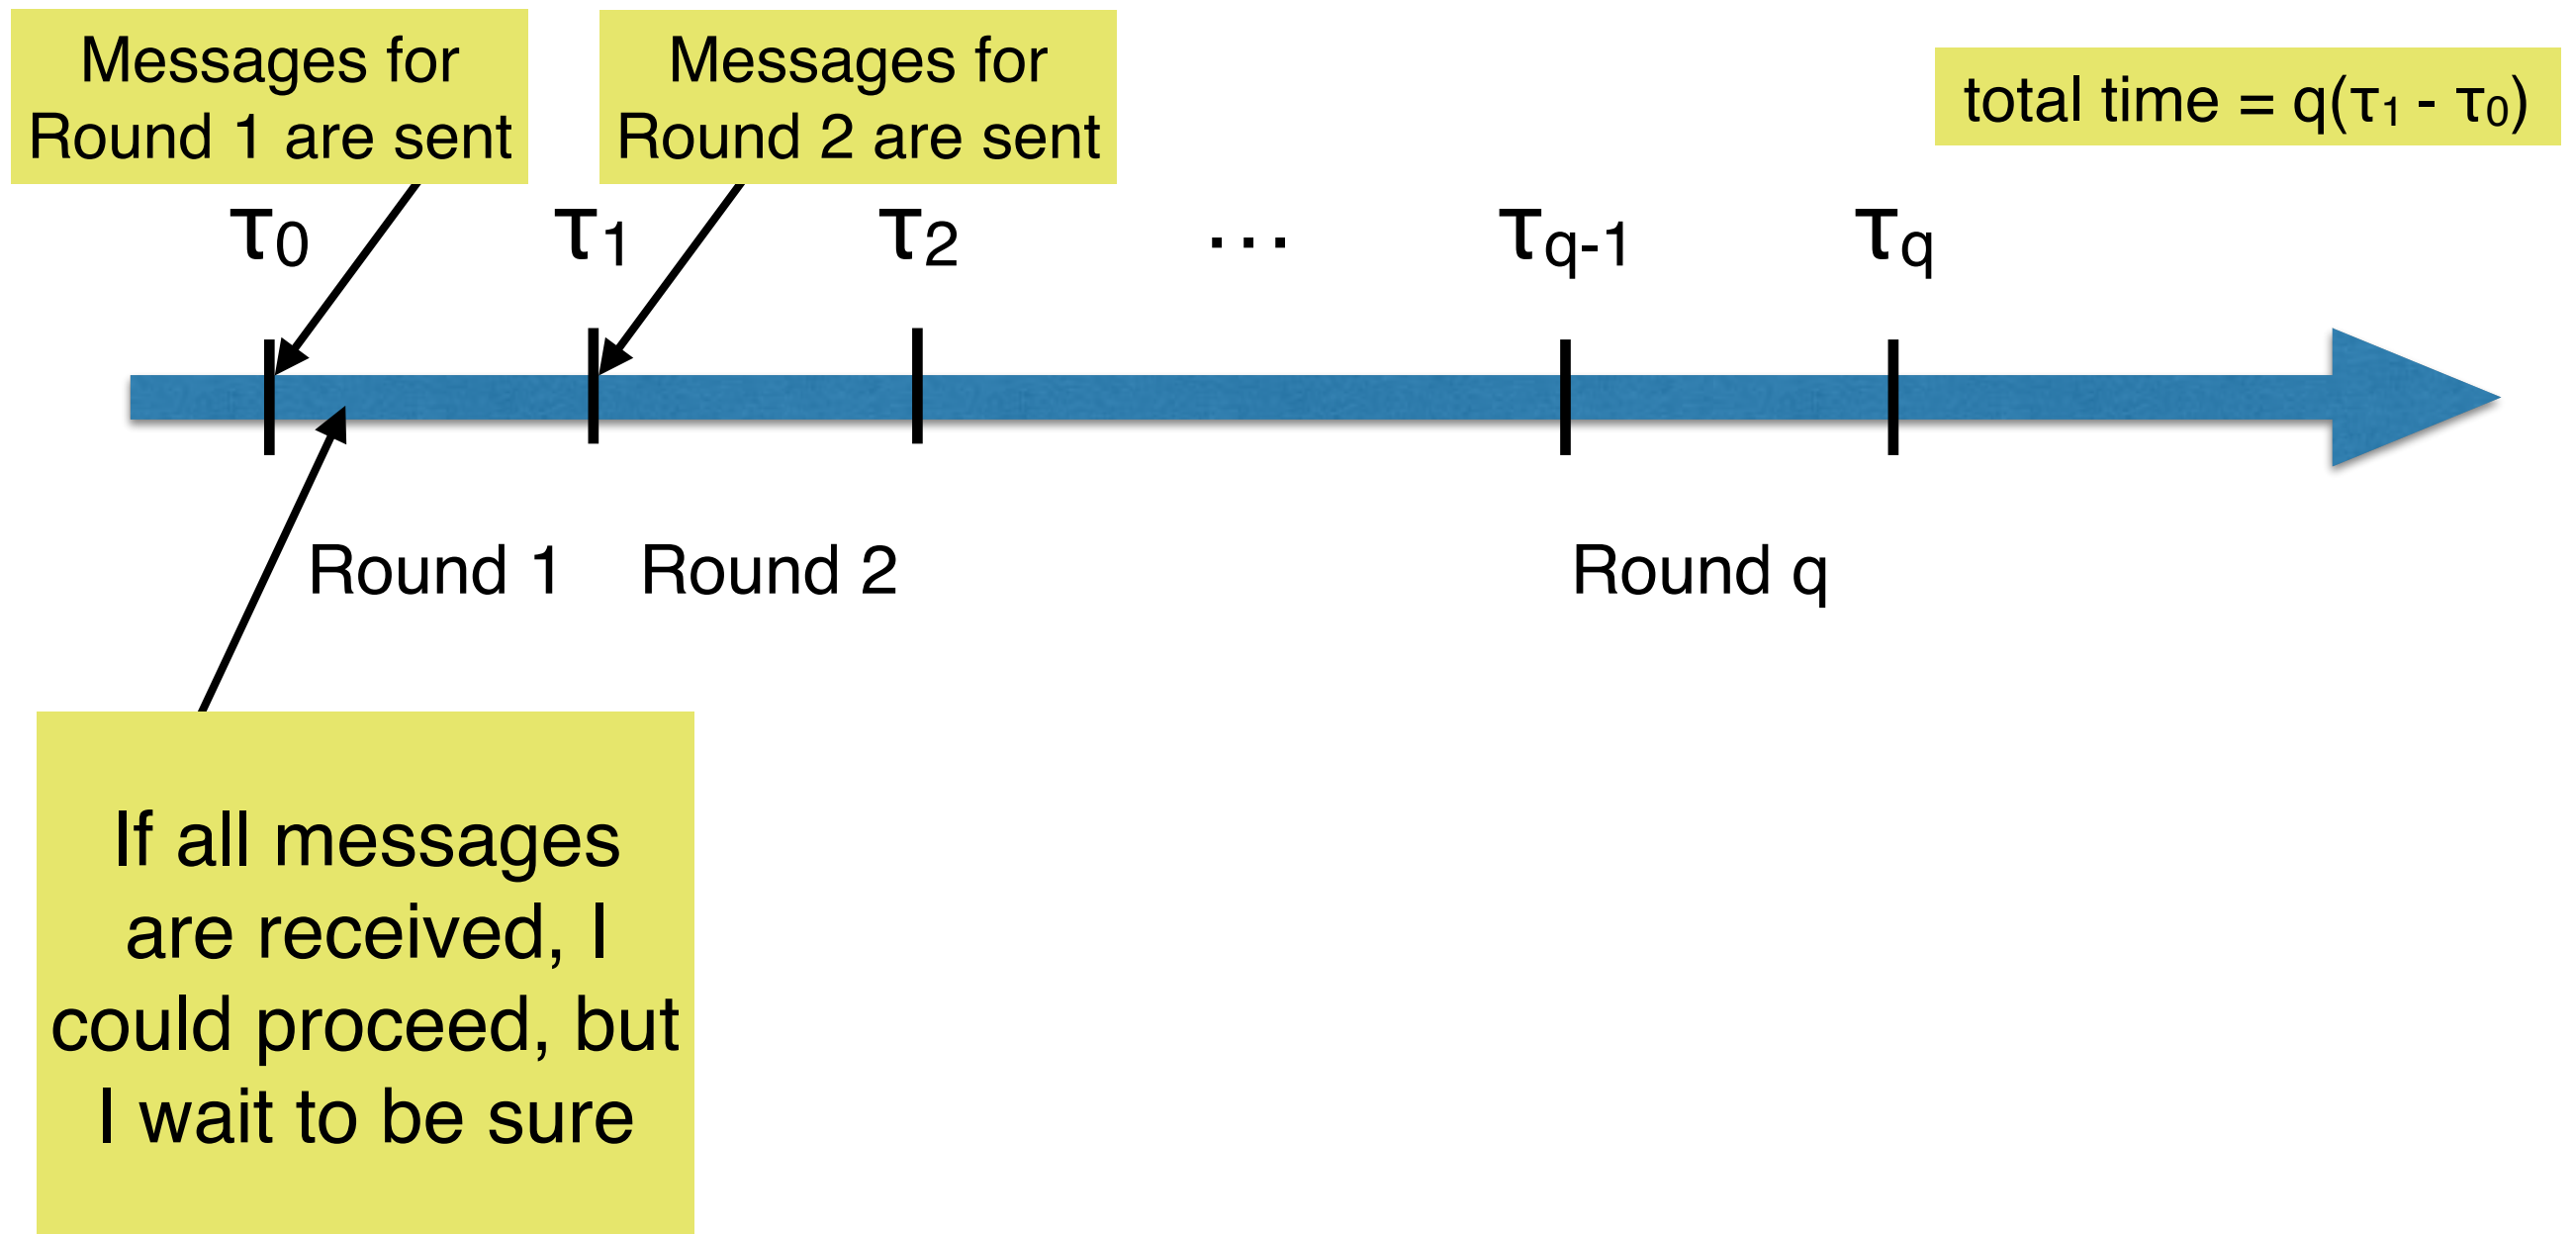 Messages for
Round 1 are sent
Messages for
Round 2 are sent
total time = q(τ₁ - τ₀)
τ₀ τ₁ τ₂ ... τq-1 τq
Round 1 Round 2 Round q
If all messages
are received, I
could proceed, but
I wait to be sure